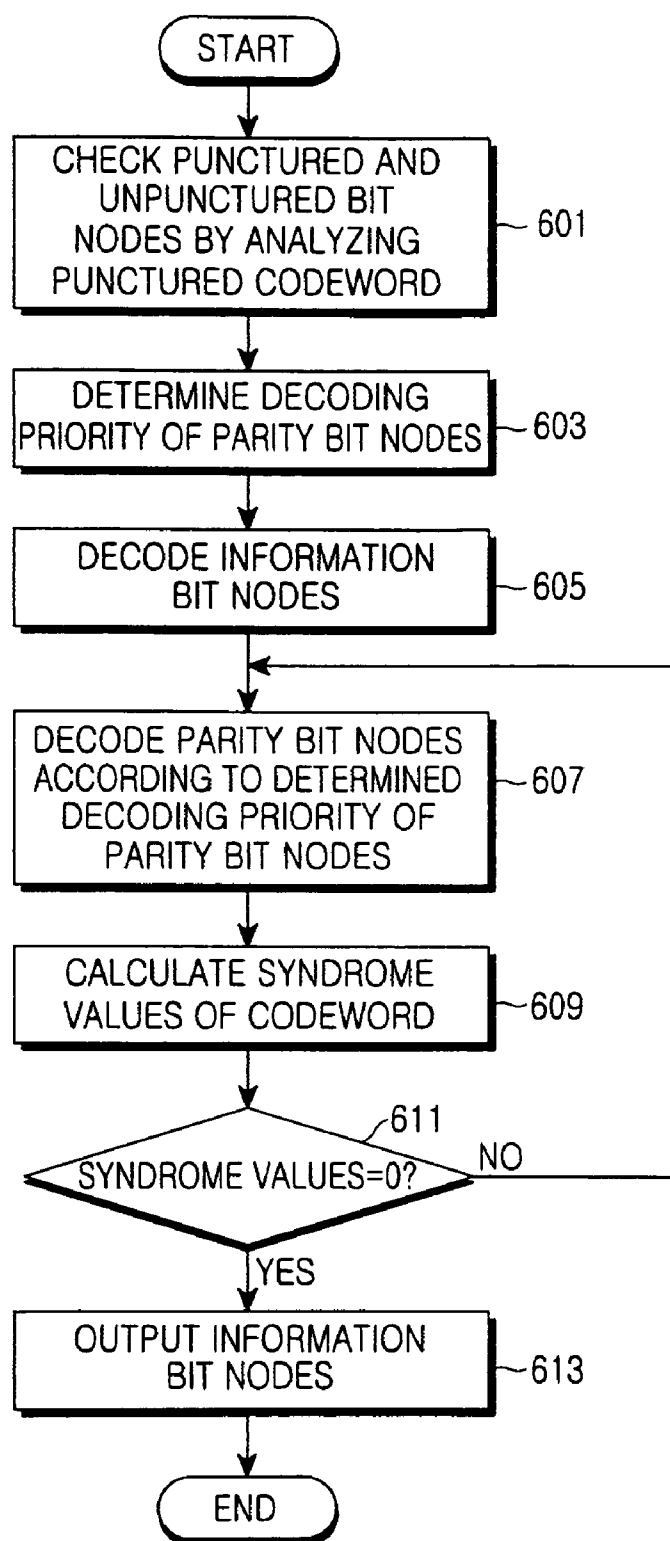 START
CHECK PUNCTURED AND
UNPUNCTURED BIT
NODES BY ANALYZING
PUNCTURED CODEWORD
601
DETERMINE DECODING
PRIORITY OF PARITY BIT NODES
603
DECODE INFORMATION
BIT NODES
605
DECODE PARITY BIT NODES
ACCORDING TO DETERMINED
DECODING PRIORITY OF
PARITY BIT NODES
607
CALCULATE SYNDROME
VALUES OF CODEWORD
609
611
SYNDROME VALUES=0?
NO
YES
OUTPUT INFORMATION
BIT NODES
613
END